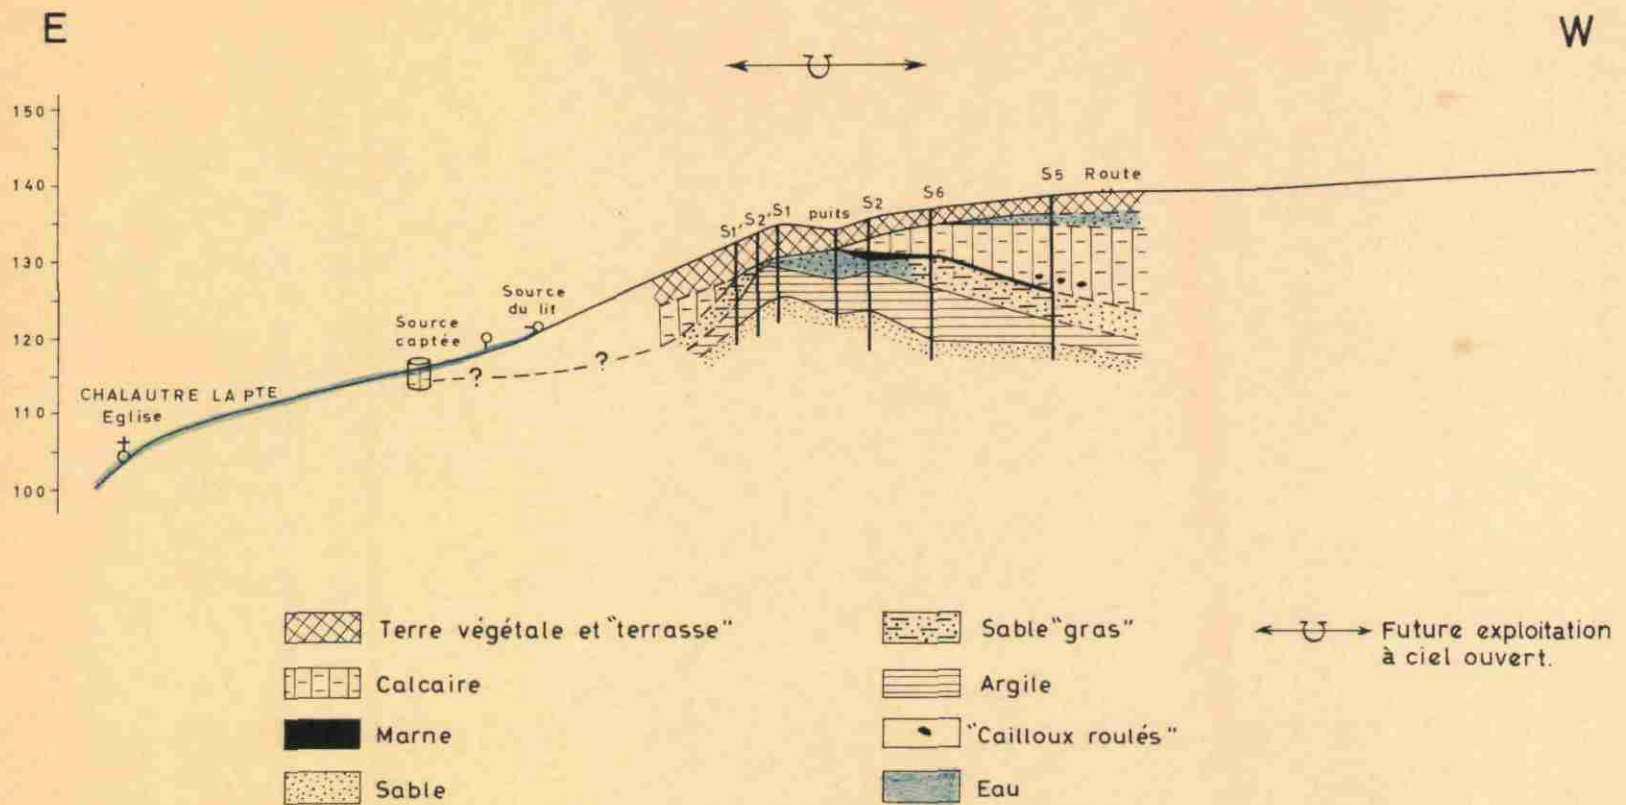 E
W
150
140
130
120
110
100
S1'
S2'
S1
puits
S2
S6
S5 Route
Source
du lit
Source
captée
?
?
CHALAUTRE LA PTE
Eglise
Terre végétale et "terrasse"
Calcaire
Marne
Sable
Sable "gras"
Argile
"Cailloux roulés"
Eau
Future exploitation
à ciel ouvert.